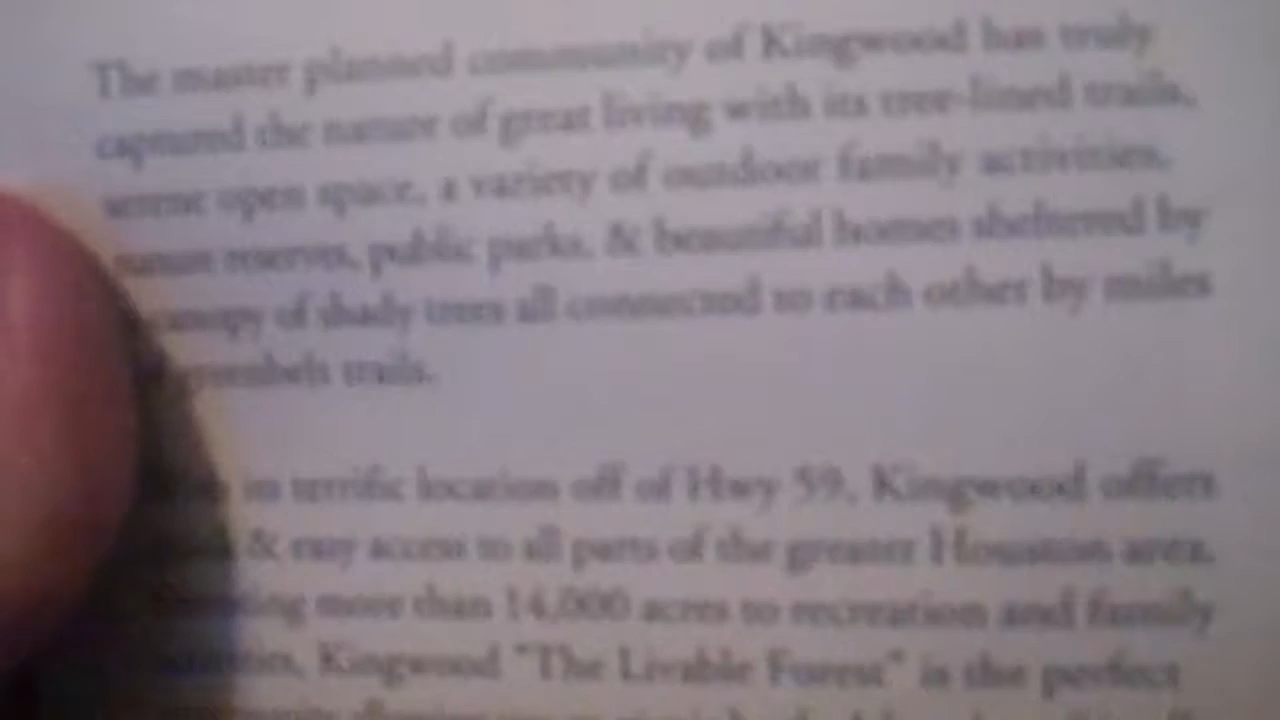 The master planned community of Kingwood has truly
captured the nature of great living with its tree-lined trails,
serene open space, a variety of outdoor family activities,
nature reserves, public parks, & beautiful homes sheltered by
canopy of shady trees all connected to each other by miles
greenbelt trails.
in terrific location off of Hwy 59, Kingwood offers
& easy access to all parts of the greater Houston area.
more than 14,000 acres to recreation and family
Kingwood "The Livable Forest" is the perfect